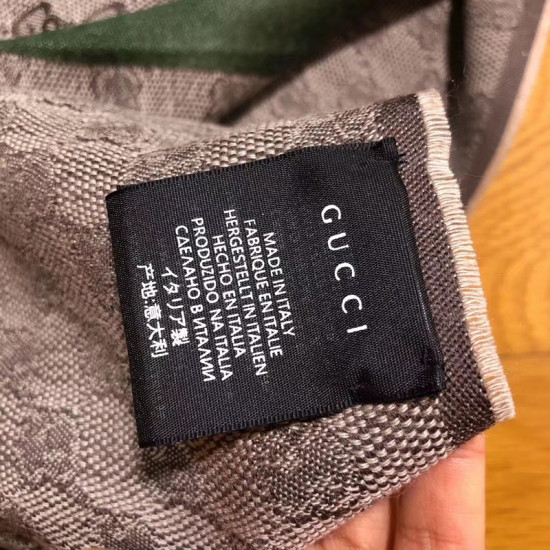 GUCCI
MADE IN ITALY
FABRIQUE EN ITALIE
HERGESTELLT IN ITALIEN
HECHO EN ITALIA
PRODUZIDO NA ITALIA
СДЕЛАНО В ИТАЛИИ
イタリア製
产地:意大利